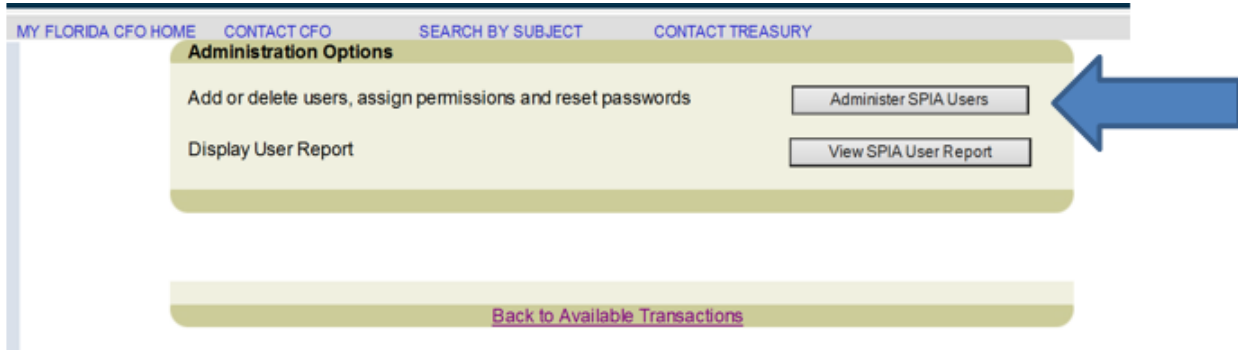 MY FLORIDA CFO HOME CONTACT CFO SEARCH BY SUBJECT CONTACT TREASURY
Administration Options
Add or delete users, assign permissions and reset passwords Administer SPIA Users
Display User Report View SPIA User Report
Back to Available Transactions